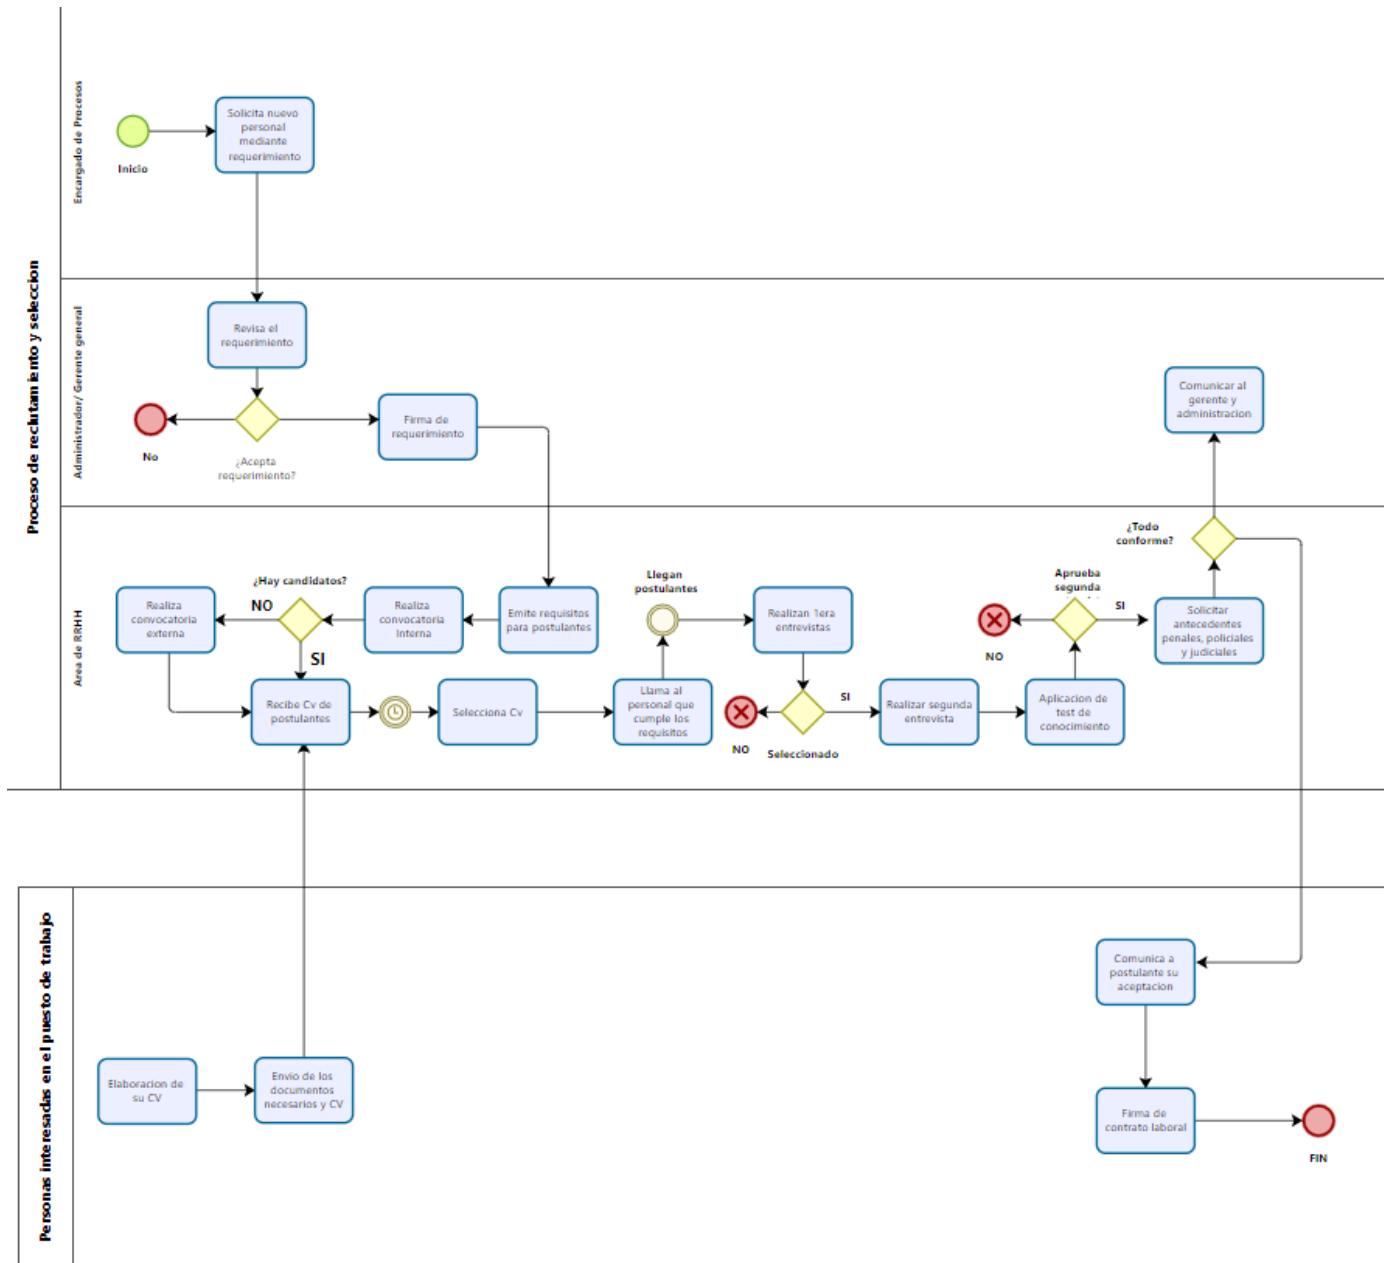 Proceso de reclutamiento y seleccion
Encargado de Procesos
Inicio
Solicita nuevo
personal
mediante
requerimiento
Administrador/ Gerente general
Revisa el
requerimiento
No
¿Acepta
requerimiento?
Firma de
requerimiento
Comunicar al
gerente y
administracion
Area de RRHH
Realiza
convocatoria
externa
NO
¿Hay candidatos?
SI
Realiza
convocatoria
Interna
Emite requisitos
para postulantes
Recibe Cv de
postulantes
Selecciona Cv
Llama al
personal que
cumple los
requisitos
Llegan
postulantes
Realizan 1era
entrevistas
NO
Seleccionado
SI
Realizar segunda
entrevista
Aplicacion de
test de
conocimiento
NO
Aprueba
segunda
SI
Solicitar
antecedentes
penales, policiales
y judiciales
¿Todo
conforme?
Personas interesadas en el puesto de trabajo
Elaboracion de
su CV
Envio de los
documentos
necesarios y CV
Comunica a
postulante su
aceptacion
Firma de
contrato laboral
FIN